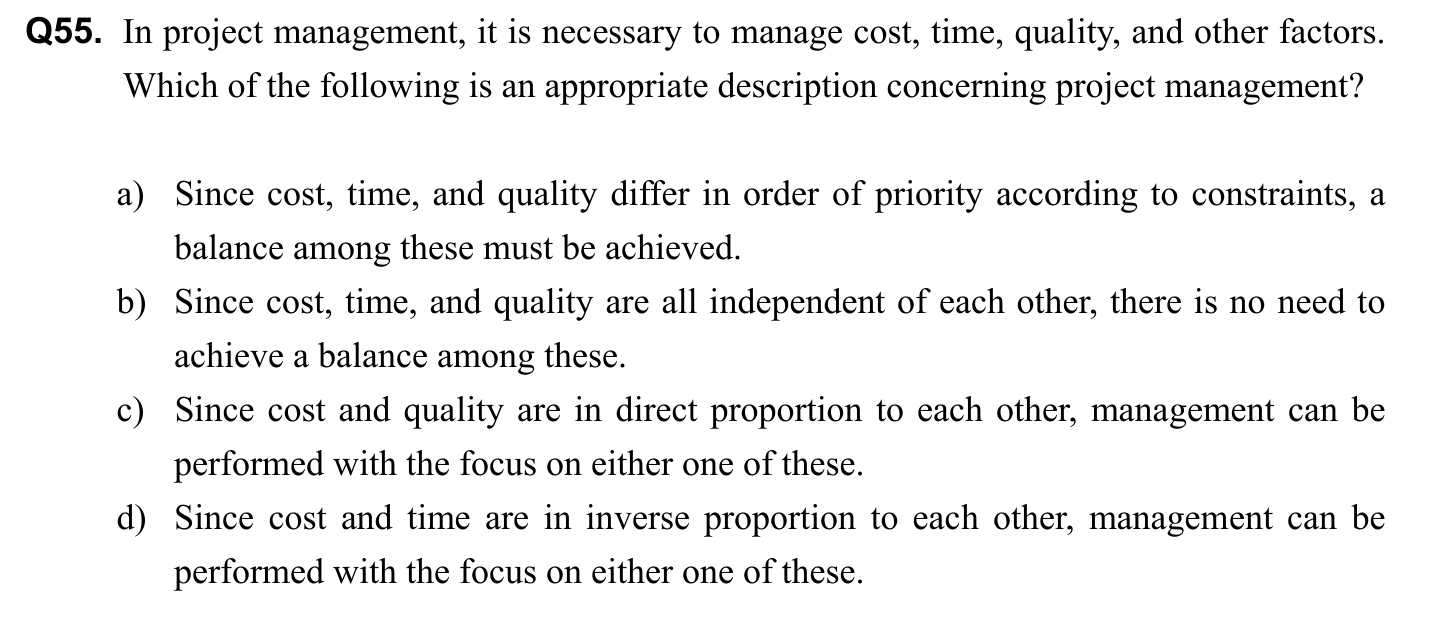 Q55. In project management, it is necessary to manage cost, time, quality, and other factors.
Which of the following is an appropriate description concerning project management?
a) Since cost, time, and quality differ in order of priority according to constraints, a
balance among these must be achieved.
b) Since cost, time, and quality are all independent of each other, there is no need to
achieve a balance among these.
c) Since cost and quality are in direct proportion to each other, management can be
performed with the focus on either one of these.
d) Since cost and time are in inverse proportion to each other, management can be
performed with the focus on either one of these.